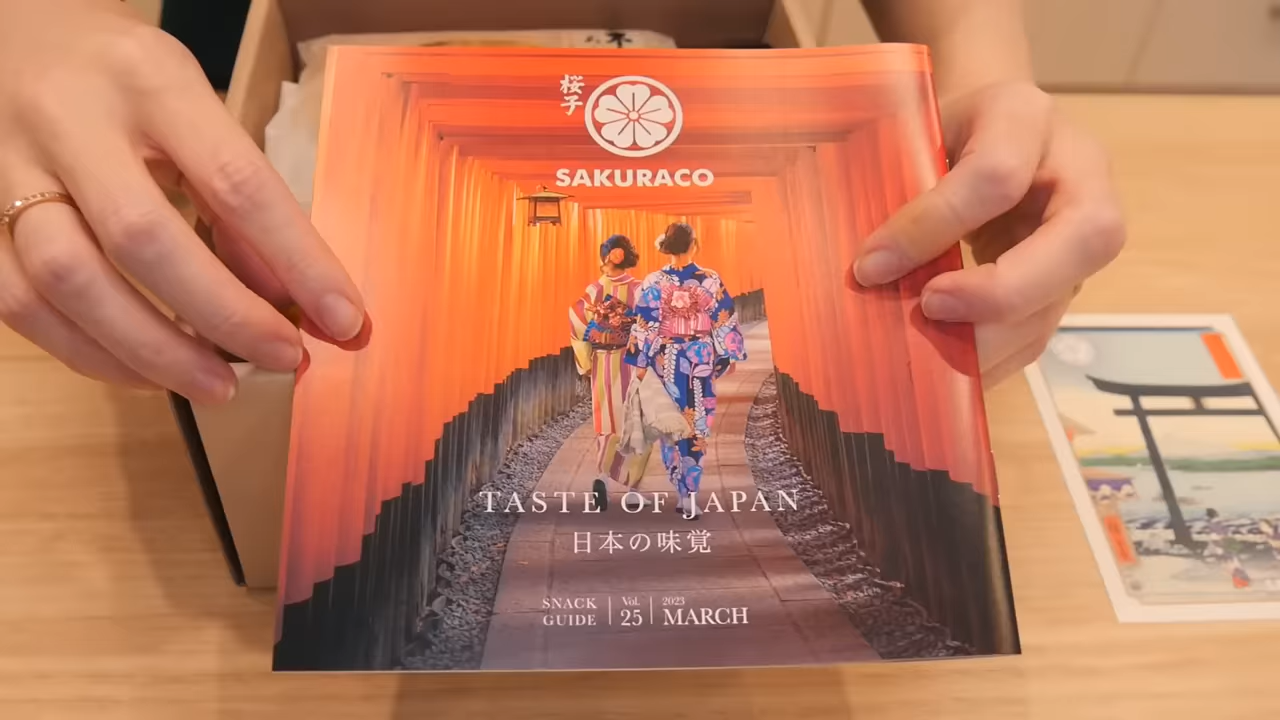 桜子
SAKURACO
TASTE OF JAPAN
日本の味覚
SNACK GUIDE
Vol. 25
2023 MARCH